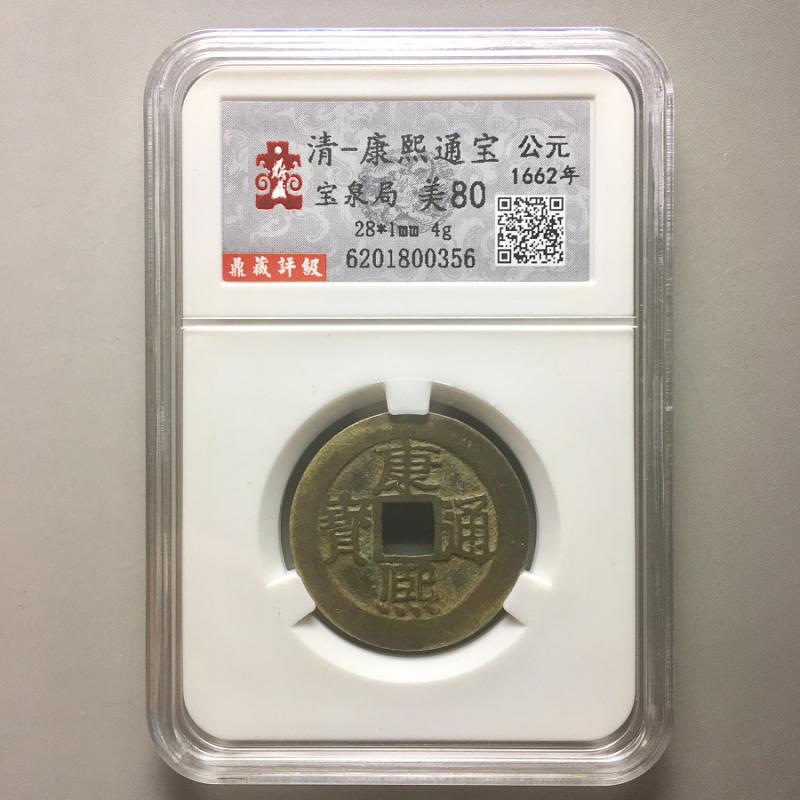 清-康熙通宝 公元
宝泉局 美80 1662年
28*1mm 4g
鼎藏評級 6201800356
康
寶 通
熙